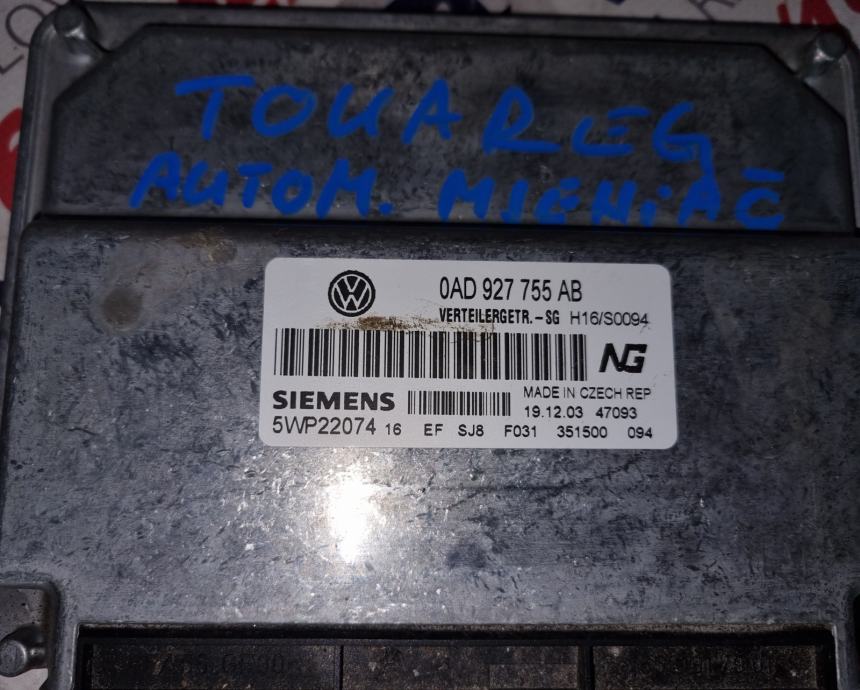 TOUAREG
AUTOM. MJENJAČ
VW
0AD 927 755 AB
VERTEILERGETR.-SG H16/S0094
NG
SIEMENS
MADE IN CZECH REP
19.12.03 47093
5WP22074 16 EF SJ8 F031 351500 094